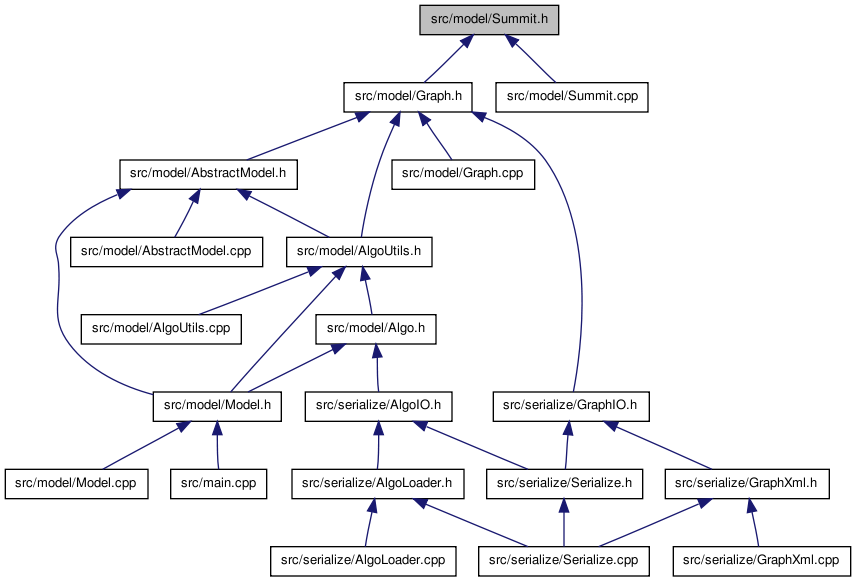 src/model/Summit.h
src/model/Graph.h
src/model/Summit.cpp
src/model/AbstractModel.h
src/model/Graph.cpp
src/model/AbstractModel.cpp
src/model/AlgoUtils.h
src/model/AlgoUtils.cpp
src/model/Algo.h
src/model/Model.h
src/serialize/AlgoIO.h
src/serialize/GraphIO.h
src/model/Model.cpp
src/main.cpp
src/serialize/AlgoLoader.h
src/serialize/Serialize.h
src/serialize/GraphXml.h
src/serialize/AlgoLoader.cpp
src/serialize/Serialize.cpp
src/serialize/GraphXml.cpp